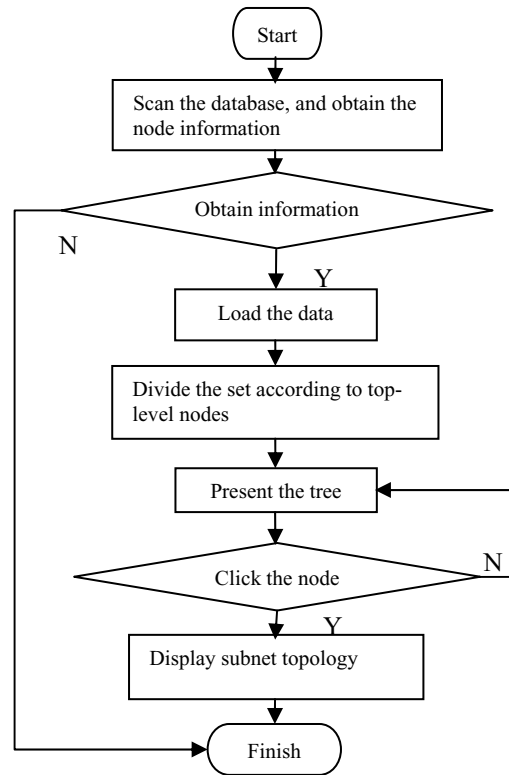 Start
Scan the database, and obtain the
node information
Obtain information
N
Y
Load the data
Divide the set according to top-
level nodes
Present the tree
Click the node
N
Y
Display subnet topology
Finish